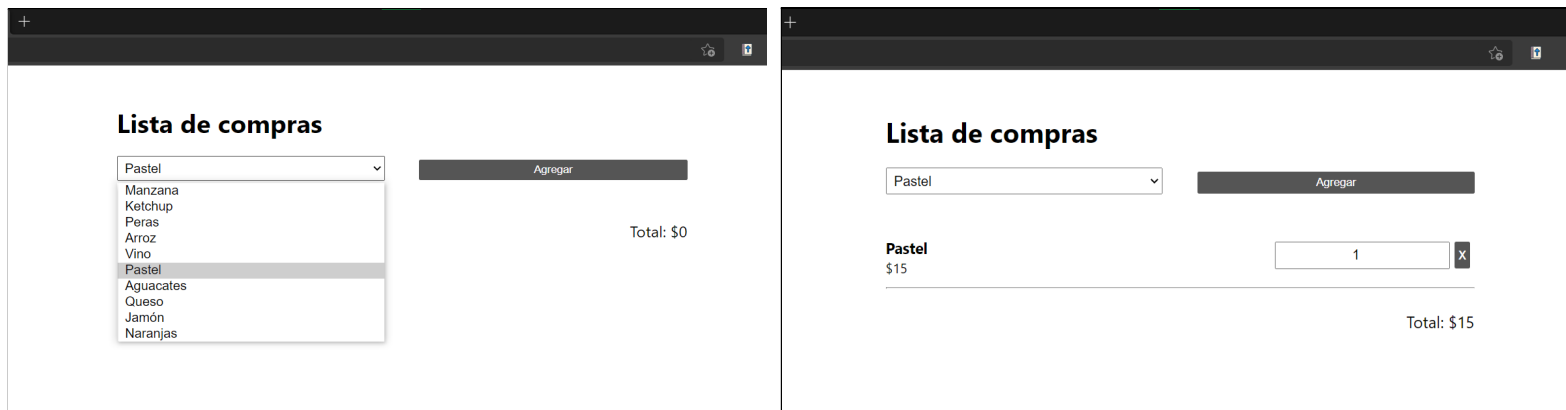 Lista de compras
Pastel
Agregar
Manzana
Ketchup
Peras
Arroz
Vino
Pastel
Aguacates
Queso
Jamón
Naranjas
Total: $0
Lista de compras
Pastel
Agregar
Pastel
$15
1
X
Total: $15